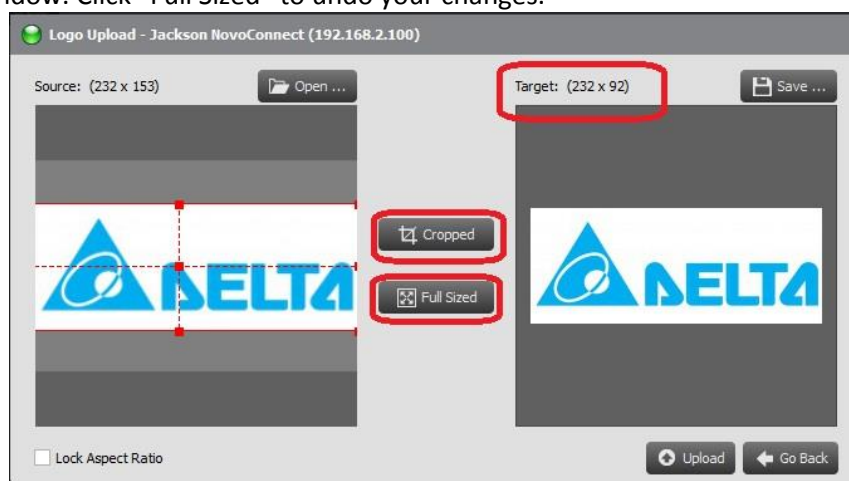 dow. Click "Full Sized" to undo your changes.
Logo Upload - Jackson NovoConnect (192.168.2.100)
Source: (232 x 153)
Open ...
Target: (232 x 92)
Save ...
DELTA
Cropped
Full Sized
DELTA
Lock Aspect Ratio
Upload
Go Back